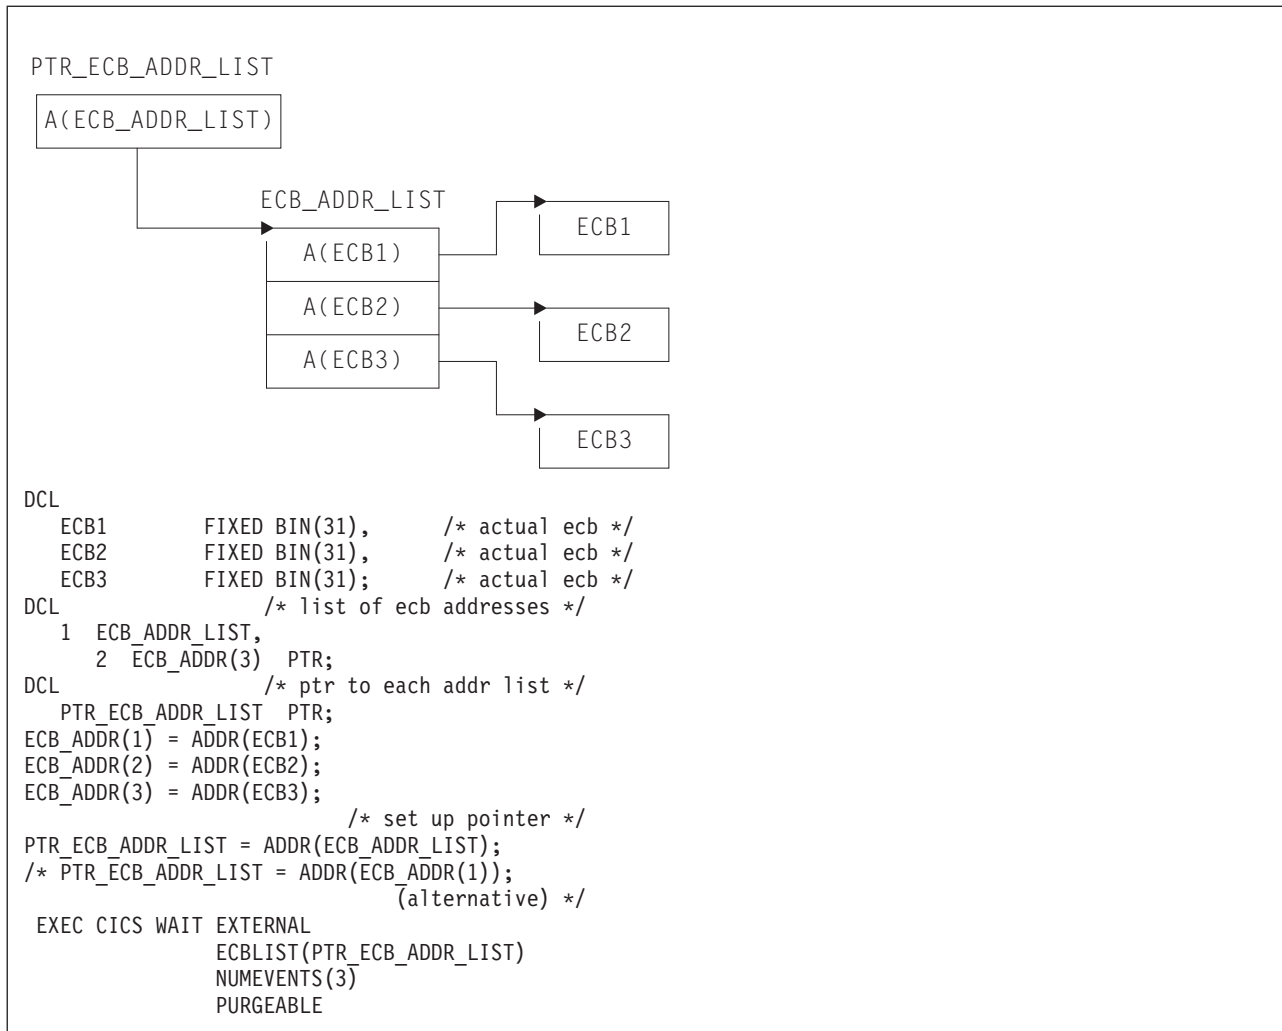 PTR_ECB_ADDR_LIST
A(ECB_ADDR_LIST)
ECB_ADDR_LIST
ECB1
A(ECB1)
A(ECB2)
ECB2
A(ECB3)
ECB3
DCL
ECB1 FIXED BIN(31), /* actual ecb */
ECB2 FIXED BIN(31), /* actual ecb */
ECB3 FIXED BIN(31); /* actual ecb */
DCL /* list of ecb addresses */
1 ECB_ADDR_LIST,
2 ECB_ADDR(3) PTR;
DCL /* ptr to each addr list */
PTR_ECB_ADDR_LIST PTR;
ECB_ADDR(1) = ADDR(ECB1);
ECB_ADDR(2) = ADDR(ECB2);
ECB_ADDR(3) = ADDR(ECB3);
/* set up pointer */
PTR_ECB_ADDR_LIST = ADDR(ECB_ADDR_LIST);
/* PTR_ECB_ADDR_LIST = ADDR(ECB_ADDR(1));
(alternative) */
EXEC CICS WAIT EXTERNAL
ECBLIST(PTR_ECB_ADDR_LIST)
NUMEVENTS(3)
PURGEABLE